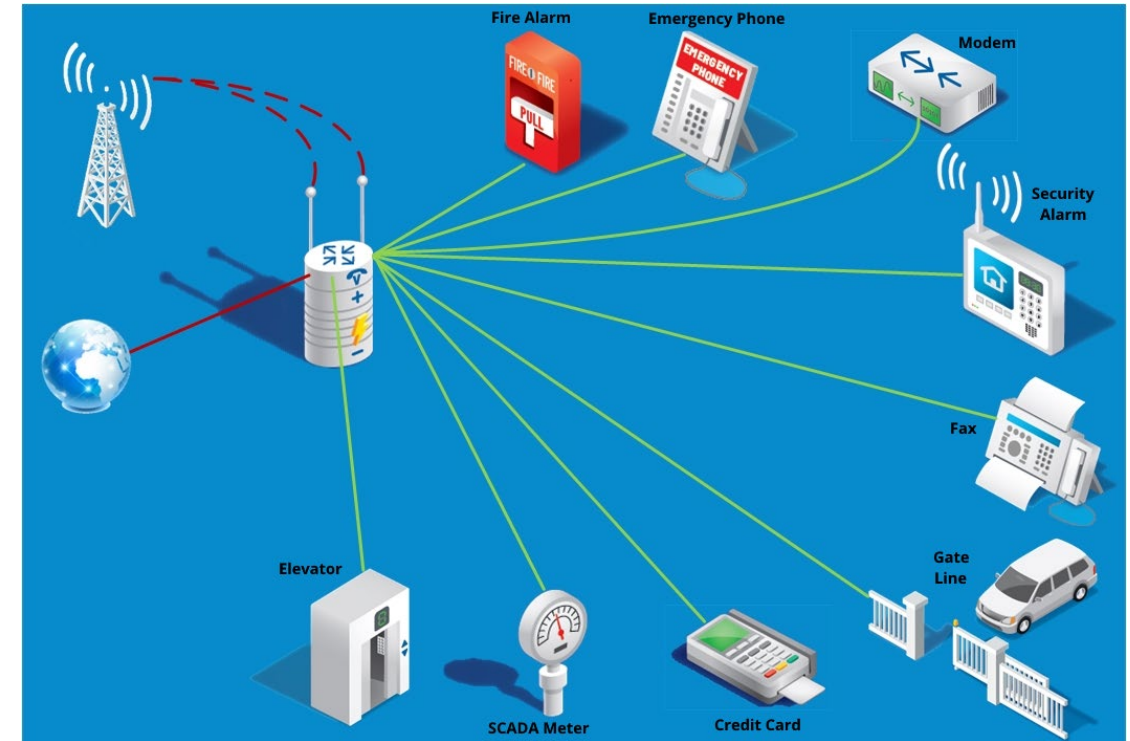 Fire Alarm
Emergency Phone
Modem
FIRE FIRE
PULL
EMERGENCY
PHONE
Security
Alarm
V
+
-
Fax
Gate
Line
Elevator
SCADA Meter
Credit Card